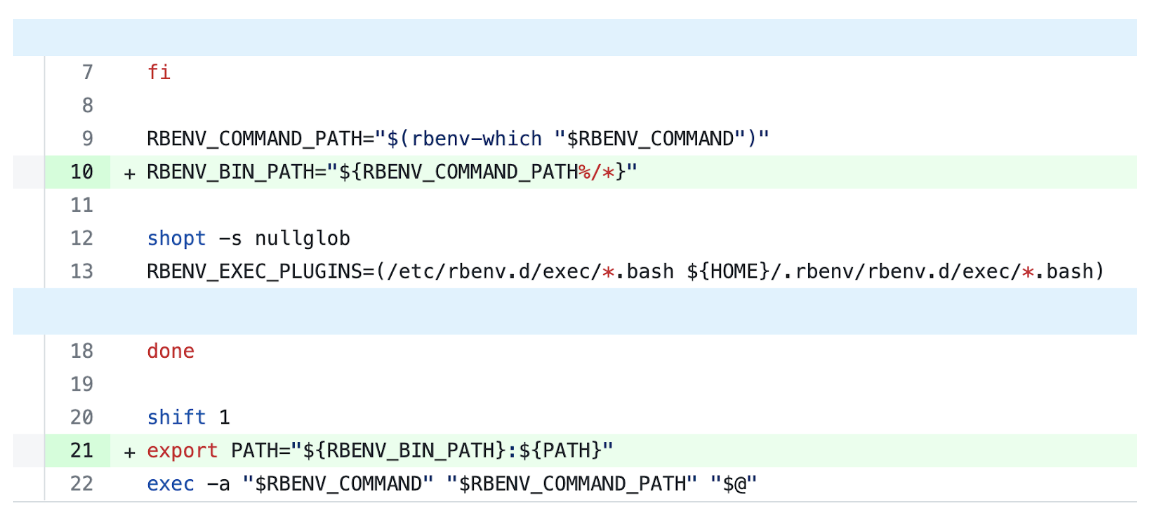 7 fi
8
9 RBENV_COMMAND_PATH="$(rbenv-which "$RBENV_COMMAND")"
10 + RBENV_BIN_PATH="${RBENV_COMMAND_PATH%/*}"
11
12 shopt -s nullglob
13 RBENV_EXEC_PLUGINS=(/etc/rbenv.d/exec/*.bash ${HOME}/.rbenv/rbenv.d/exec/*.bash)
18 done
19
20 shift 1
21 + export PATH="${RBENV_BIN_PATH}:${PATH}"
22 exec -a "$RBENV_COMMAND" "$RBENV_COMMAND_PATH" "$@"